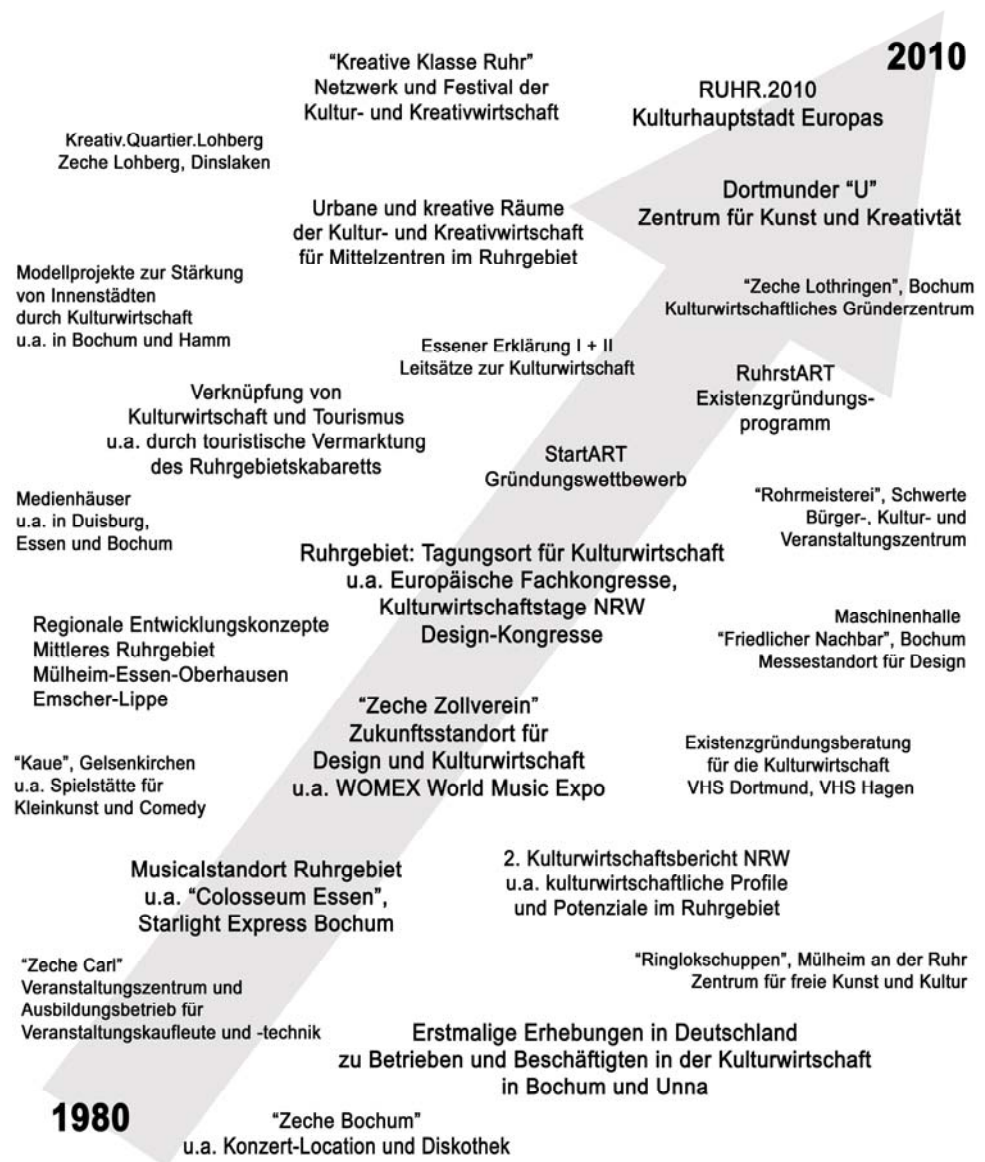 2010
"Kreative Klasse Ruhr"
Netzwerk und Festival der
Kultur- und Kreativwirtschaft
RUHR.2010
Kulturhauptstadt Europas
Kreativ.Quartier.Lohberg
Zeche Lohberg, Dinslaken
Dortmunder "U"
Zentrum für Kunst und Kreativtät
Urbane und kreative Räume
der Kultur- und Kreativwirtschaft
für Mittelzentren im Ruhrgebiet
Modellprojekte zur Stärkung
von Innenstädten
durch Kulturwirtschaft
u.a. in Bochum und Hamm
"Zeche Lothringen", Bochum
Kulturwirtschaftliches Gründerzentrum
Essener Erklärung I + II
Leitsätze zur Kulturwirtschaft
RuhrstART
Existenzgründungs-
programm
Verknüpfung von
Kulturwirtschaft und Tourismus
u.a. durch touristische Vermarktung
des Ruhrgebietskabaretts
StartART
Gründungswettbewerb
Medienhäuser
u.a. in Duisburg,
Essen und Bochum
"Rohrmeisterei", Schwerte
Bürger-, Kultur- und
Veranstaltungszentrum
Ruhrgebiet: Tagungsort für Kulturwirtschaft
u.a. Europäische Fachkongresse,
Kulturwirtschaftstage NRW
Design-Kongresse
Regionale Entwicklungskonzepte
Mittleres Ruhrgebiet
Mülheim-Essen-Oberhausen
Emscher-Lippe
Maschinenhalle
"Friedlicher Nachbar", Bochum
Messestandort für Design
"Zeche Zollverein"
Zukunftsstandort für
Design und Kulturwirtschaft
u.a. WOMEX World Music Expo
"Kaue", Gelsenkirchen
u.a. Spielstätte für
Kleinkunst und Comedy
Existenzgründungsberatung
für die Kulturwirtschaft
VHS Dortmund, VHS Hagen
Musicalstandort Ruhrgebiet
u.a. "Colosseum Essen",
Starlight Express Bochum
2. Kulturwirtschaftsbericht NRW
u.a. kulturwirtschaftliche Profile
und Potenziale im Ruhrgebiet
"Zeche Carl"
Veranstaltungszentrum und
Ausbildungsbetrieb für
Veranstaltungskaufleute und -technik
"Ringlokschuppen", Mülheim an der Ruhr
Zentrum für freie Kunst und Kultur
Erstmalige Erhebungen in Deutschland
zu Betrieben und Beschäftigten in der Kulturwirtschaft
in Bochum und Unna
1980
"Zeche Bochum"
u.a. Konzert-Location und Diskothek